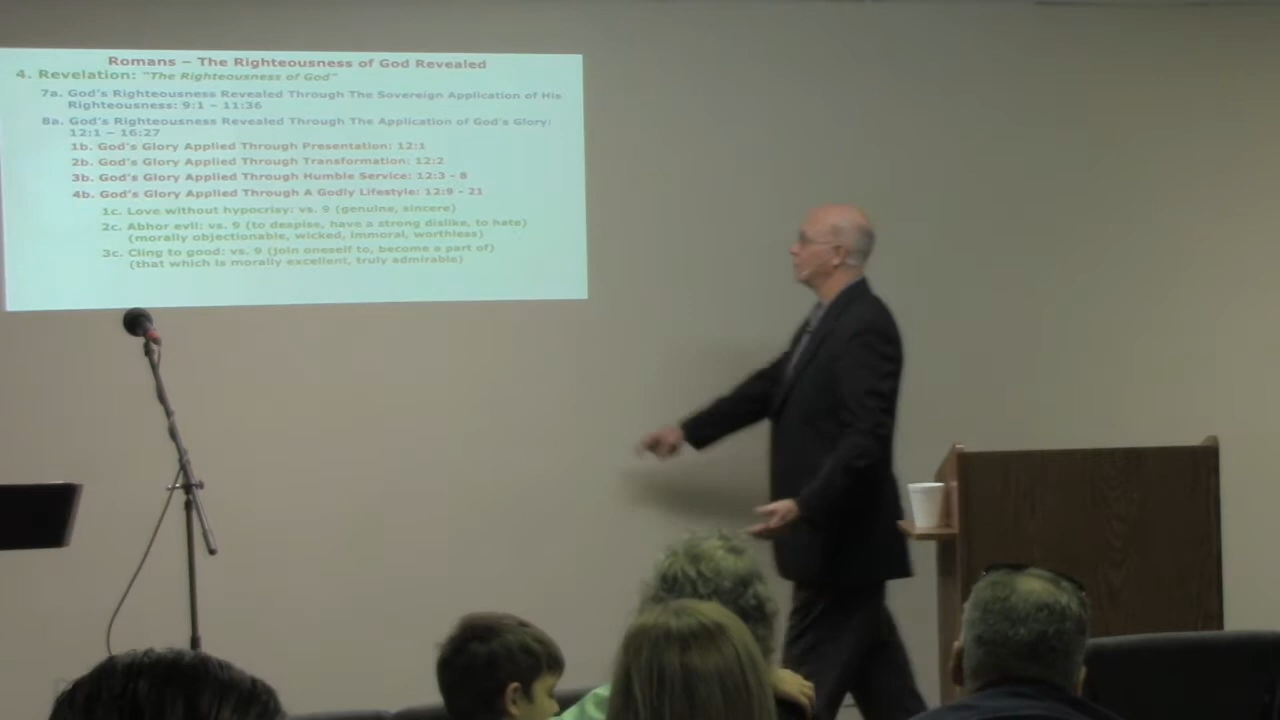 Romans – The Righteousness of God Revealed
4. Revelation: "The Righteousness of God"
7a. God's Righteousness Revealed Through The Sovereign Application of His
Righteousness: 9:1 – 11:36
8a. God's Righteousness Revealed Through The Application of God's Glory:
12:1 – 16:27
1b. God's Glory Applied Through Presentation: 12:1
2b. God's Glory Applied Through Transformation: 12:2
3b. God's Glory Applied Through Humble Service: 12:3 - 8
4b. God's Glory Applied Through A Godly Lifestyle: 12:9 - 21
1c. Love without hypocrisy: vs. 9 (genuine, sincere)
2c. Abhor evil: vs. 9 (to despise, have a strong dislike, to hate)
(morally objectionable, wicked, immoral, worthless)
3c. Cling to good: vs. 9 (join oneself to, become a part of)
(that which is morally excellent, truly admirable)